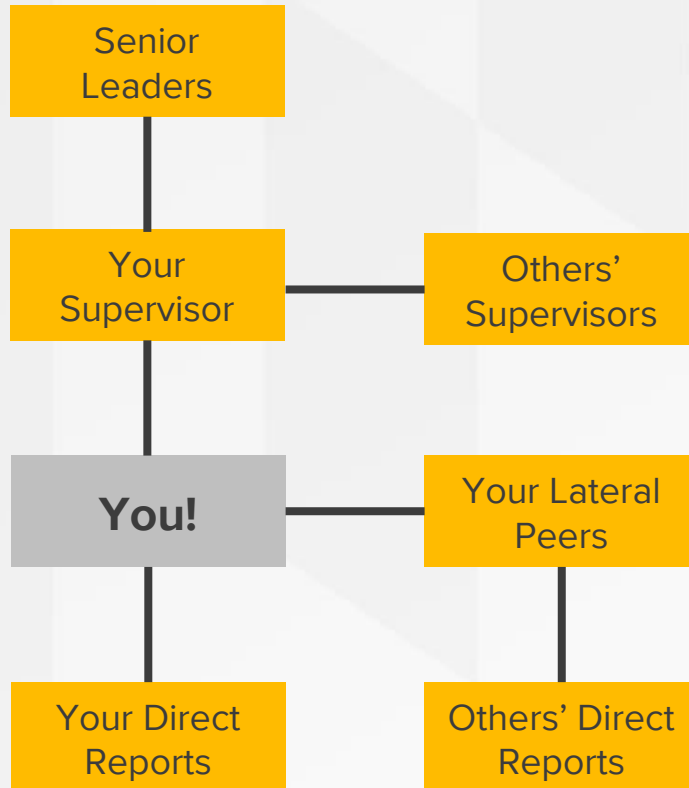 Senior
Leaders
Your
Supervisor
Others’
Supervisors
You!
Your Lateral
Peers
Your Direct
Reports
Others’ Direct
Reports